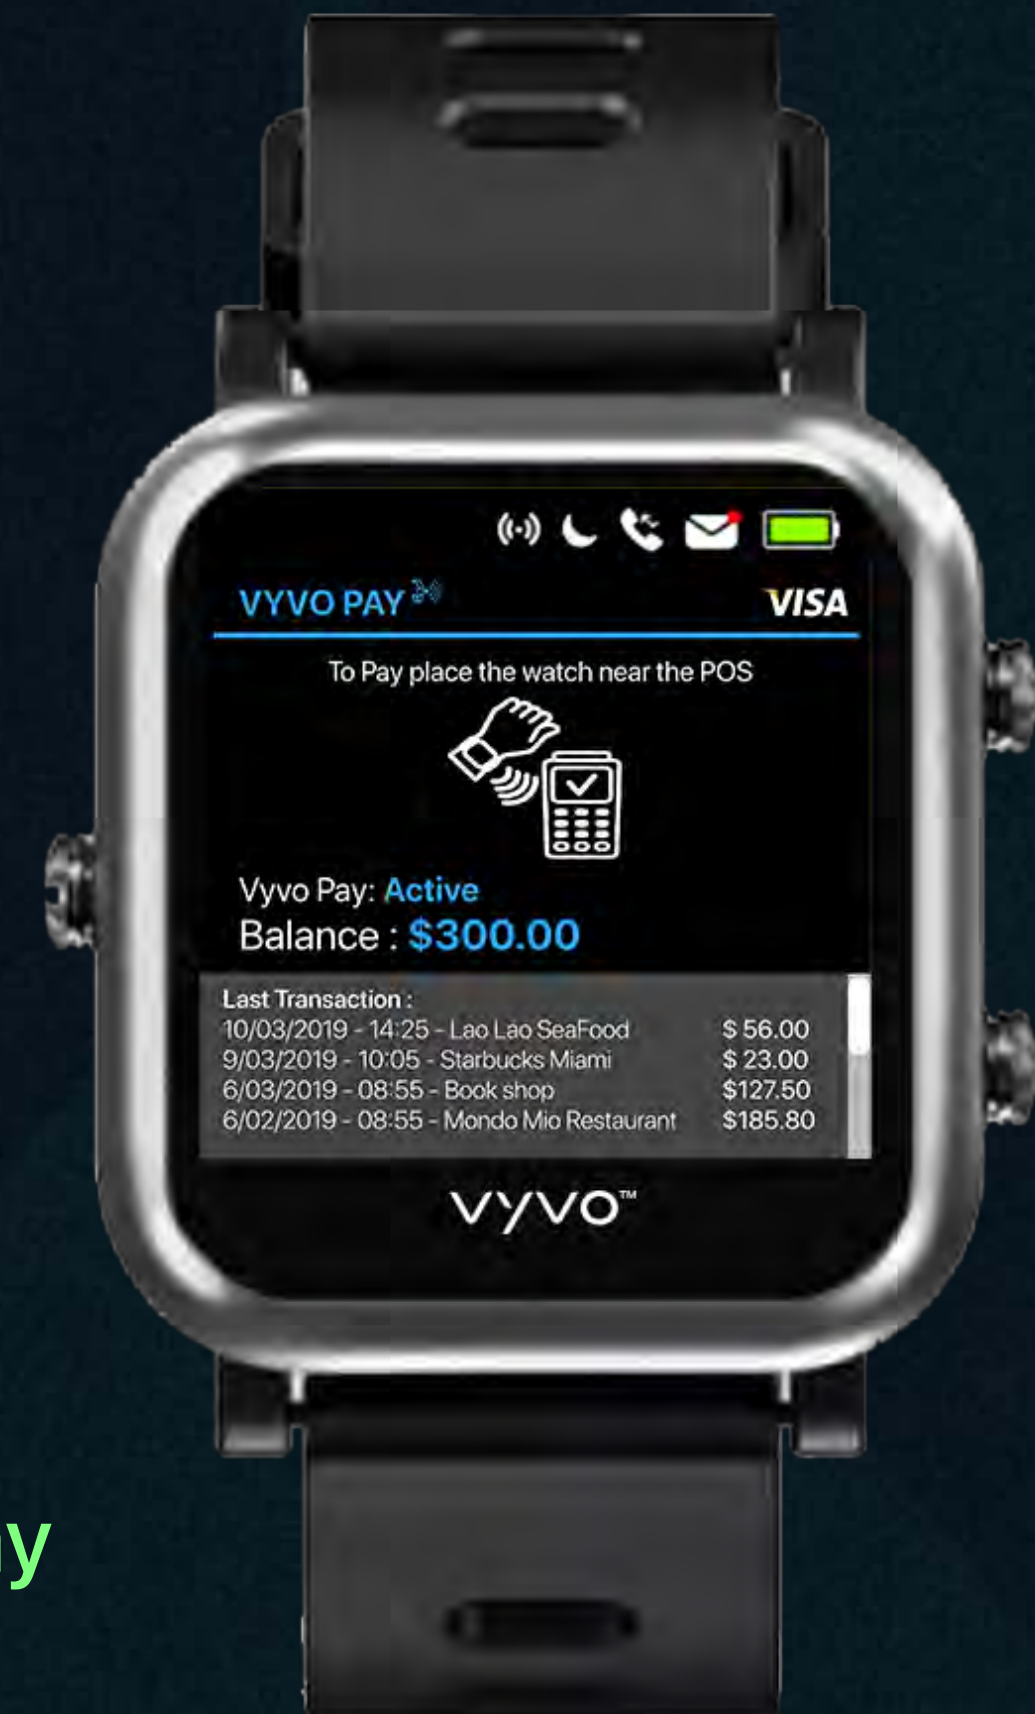 VYVO PAY VISA
To Pay place the watch near the POS
Vyvo Pay: Active
Balance : $300.00
Last Transaction :
10/03/2019 - 14:25 - Lao Lao SeaFood $ 56.00
9/03/2019 - 10:05 - Starbucks Miami $ 23.00
6/03/2019 - 08:55 - Book shop $127.50
6/02/2019 - 08:55 - Mondo Mio Restaurant $185.80
vyvo™